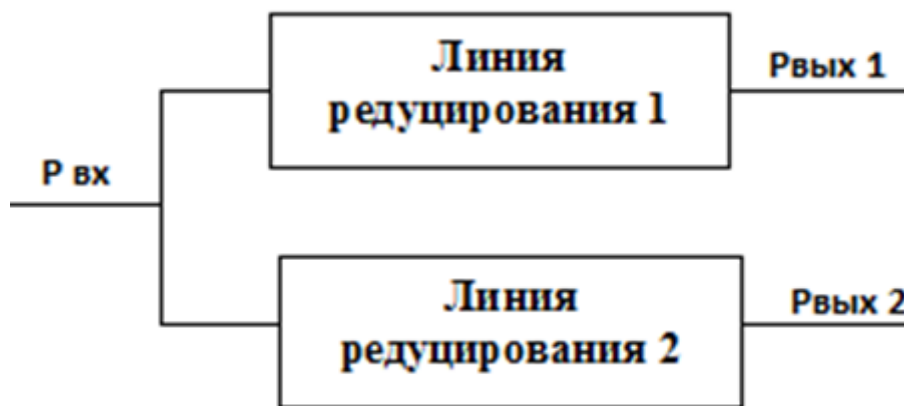 Линия
редуцирования 1
Рвых 1
Р вх
Линия
редуцирования 2
Рвых 2